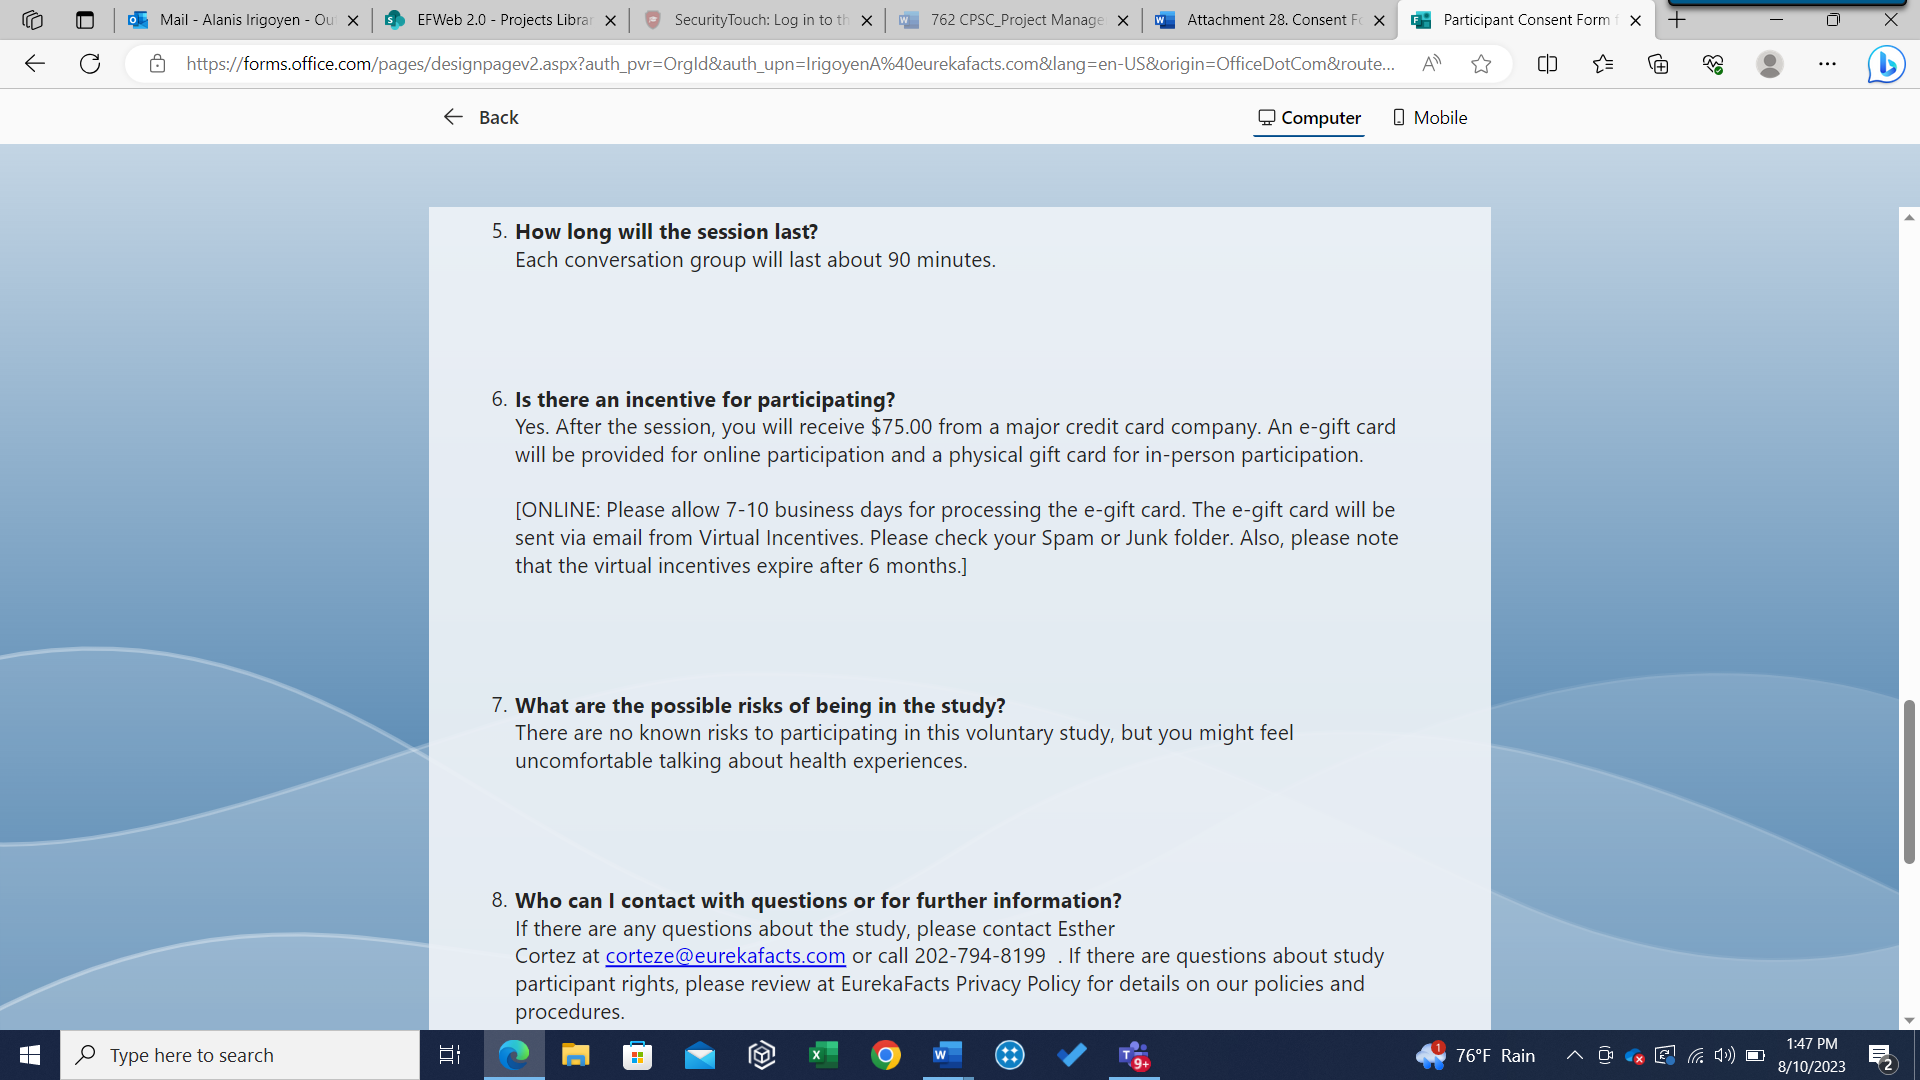 Mail - Alanis Irigoyen - Ou
EFWeb 2.0 - Projects Librar
SecurityTouch: Log in to th
762 CPSC_Project Manage
Attachment 28. Consent Fo
Participant Consent Form f
https://forms.office.com/pages/designpagev2.aspx?auth_pvr=OrgId&auth_upn=IrigoyenA%40eurekafacts.com&lang=en-US&origin=OfficeDotCom&route...
Back
Computer
Mobile
5. How long will the session last?
Each conversation group will last about 90 minutes.
6. Is there an incentive for participating?
Yes. After the session, you will receive $75.00 from a major credit card company. An e-gift card
will be provided for online participation and a physical gift card for in-person participation.
[ONLINE: Please allow 7-10 business days for processing the e-gift card. The e-gift card will be
sent via email from Virtual Incentives. Please check your Spam or Junk folder. Also, please note
that the virtual incentives expire after 6 months.]
7. What are the possible risks of being in the study?
There are no known risks to participating in this voluntary study, but you might feel
uncomfortable talking about health experiences.
8. Who can I contact with questions or for further information?
If there are any questions about the study, please contact Esther
Cortez at corteze@eurekafacts.com or call 202-794-8199  . If there are questions about study
participant rights, please review at EurekaFacts Privacy Policy for details on our policies and
procedures.
Type here to search
9+
1
76°F Rain
1:47 PM
8/10/2023
2